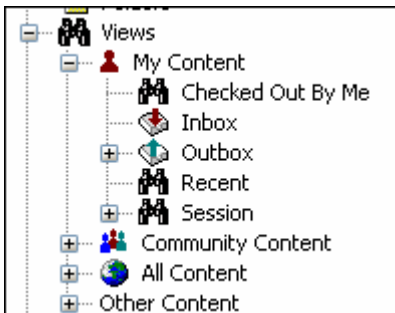 Views
My Content
Checked Out By Me
Inbox
Outbox
Recent
Session
Community Content
All Content
Other Content